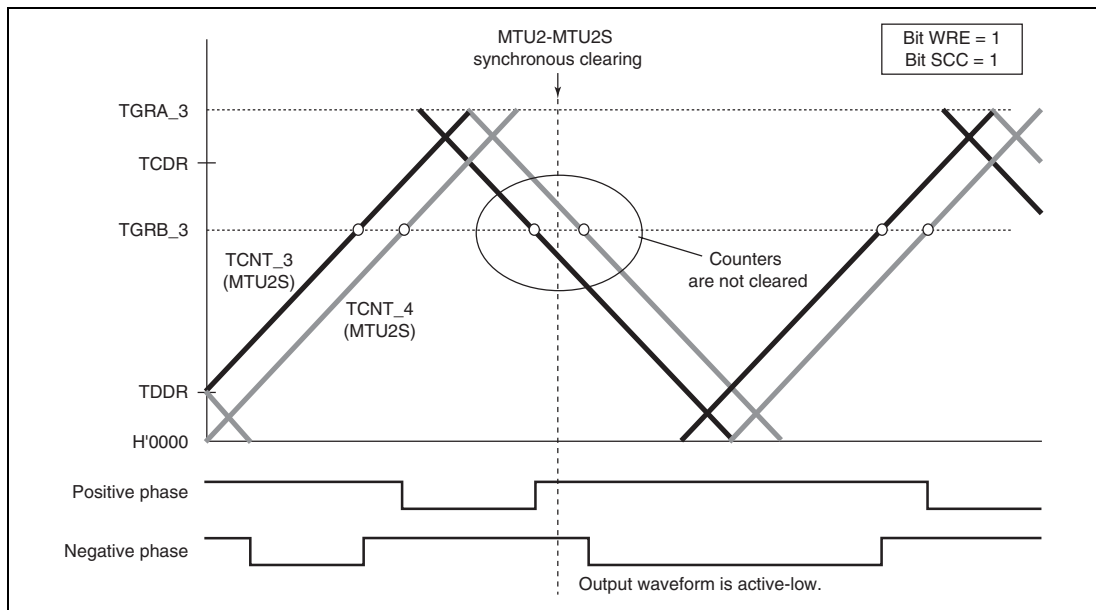 MTU2-MTU2S
synchronous clearing
Bit WRE = 1
Bit SCC = 1
TGRA_3
TCDR
TGRB_3
TCNT_3
(MTU2S)
TCNT_4
(MTU2S)
Counters
are not cleared
TDDR
H'0000
Positive phase
Negative phase
Output waveform is active-low.